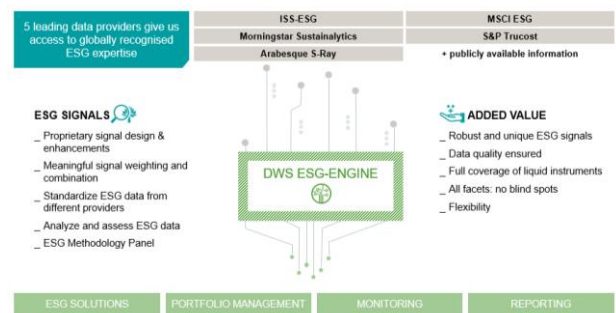 5 leading data providers give us
access to globally recognised
ESG expertise
ISS-ESG
MSCI ESG
Morningstar Sustainalytics
S&P Trucost
Arabesque S-Ray
+ publicly available information
ESG SIGNALS
_ Proprietary signal design &
enhancements
_ Meaningful signal weighting and
combination
_ Standardize ESG data from
different providers
_ Analyze and assess ESG data
_ ESG Methodology Panel
DWS ESG-ENGINE
ADDED VALUE
_ Robust and unique ESG signals
_ Data quality ensured
_ Full coverage of liquid instruments
_ All facets: no blind spots
_ Flexibility
ESG SOLUTIONS
PORTFOLIO MANAGEMENT
MONITORING
REPORTING